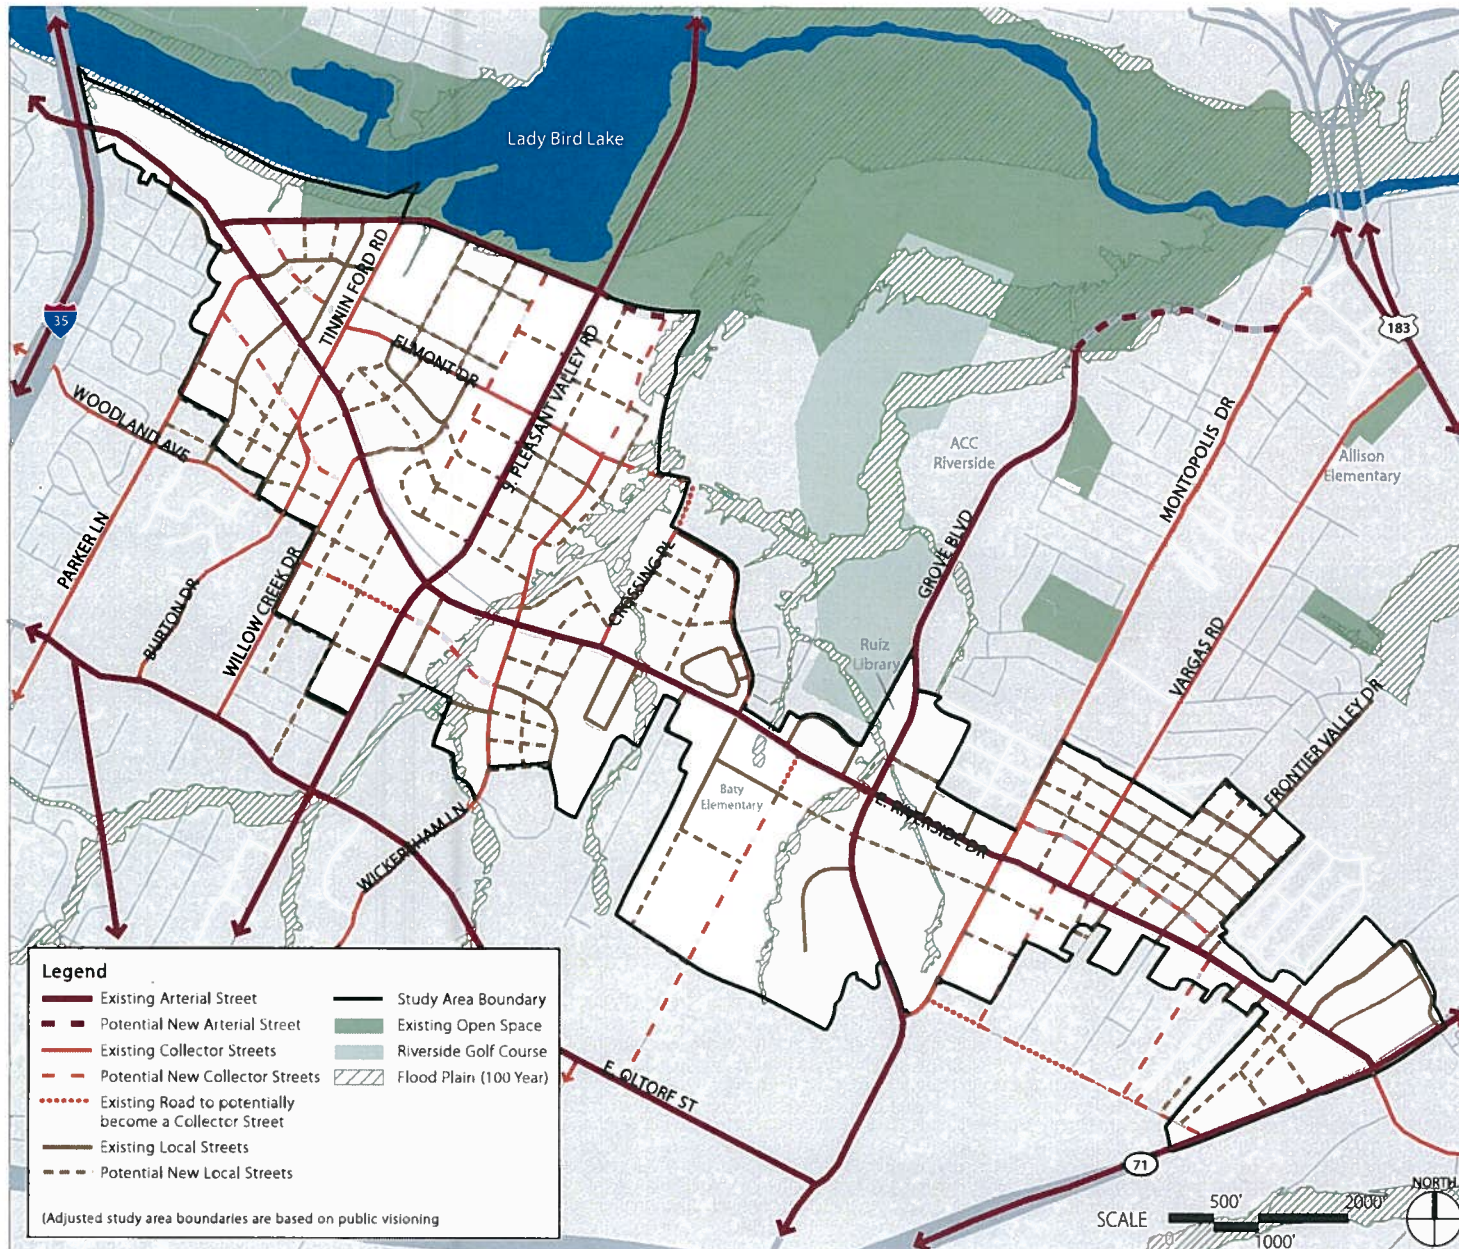 Lady Bird Lake
35
183
TINNIN FORD RD
ELMONT DR
S. PLEASANT VALLEY RD
WOODLAND AVE
PARKER LN
BURTON DR
WILLOW CREEK DR
CROSSING PL
WICKERSHAM LN
ACC
Riverside
GROVE BLVD
MONTOPOLIS DR
Allison
Elementary
VARGAS RD
Ruiz
Library
FRONTIER VALLEY DR
Baty
Elementary
E. RIVERSIDE DR
E. OLTORF ST
71
Legend
Existing Arterial Street
Potential New Arterial Street
Existing Collector Streets
Potential New Collector Streets
Existing Road to potentially
become a Collector Street
Existing Local Streets
Potential New Local Streets
Study Area Boundary
Existing Open Space
Riverside Golf Course
Flood Plain (100 Year)
(Adjusted study area boundaries are based on public visioning
SCALE
0
500'
1000'
2000'
NORTH